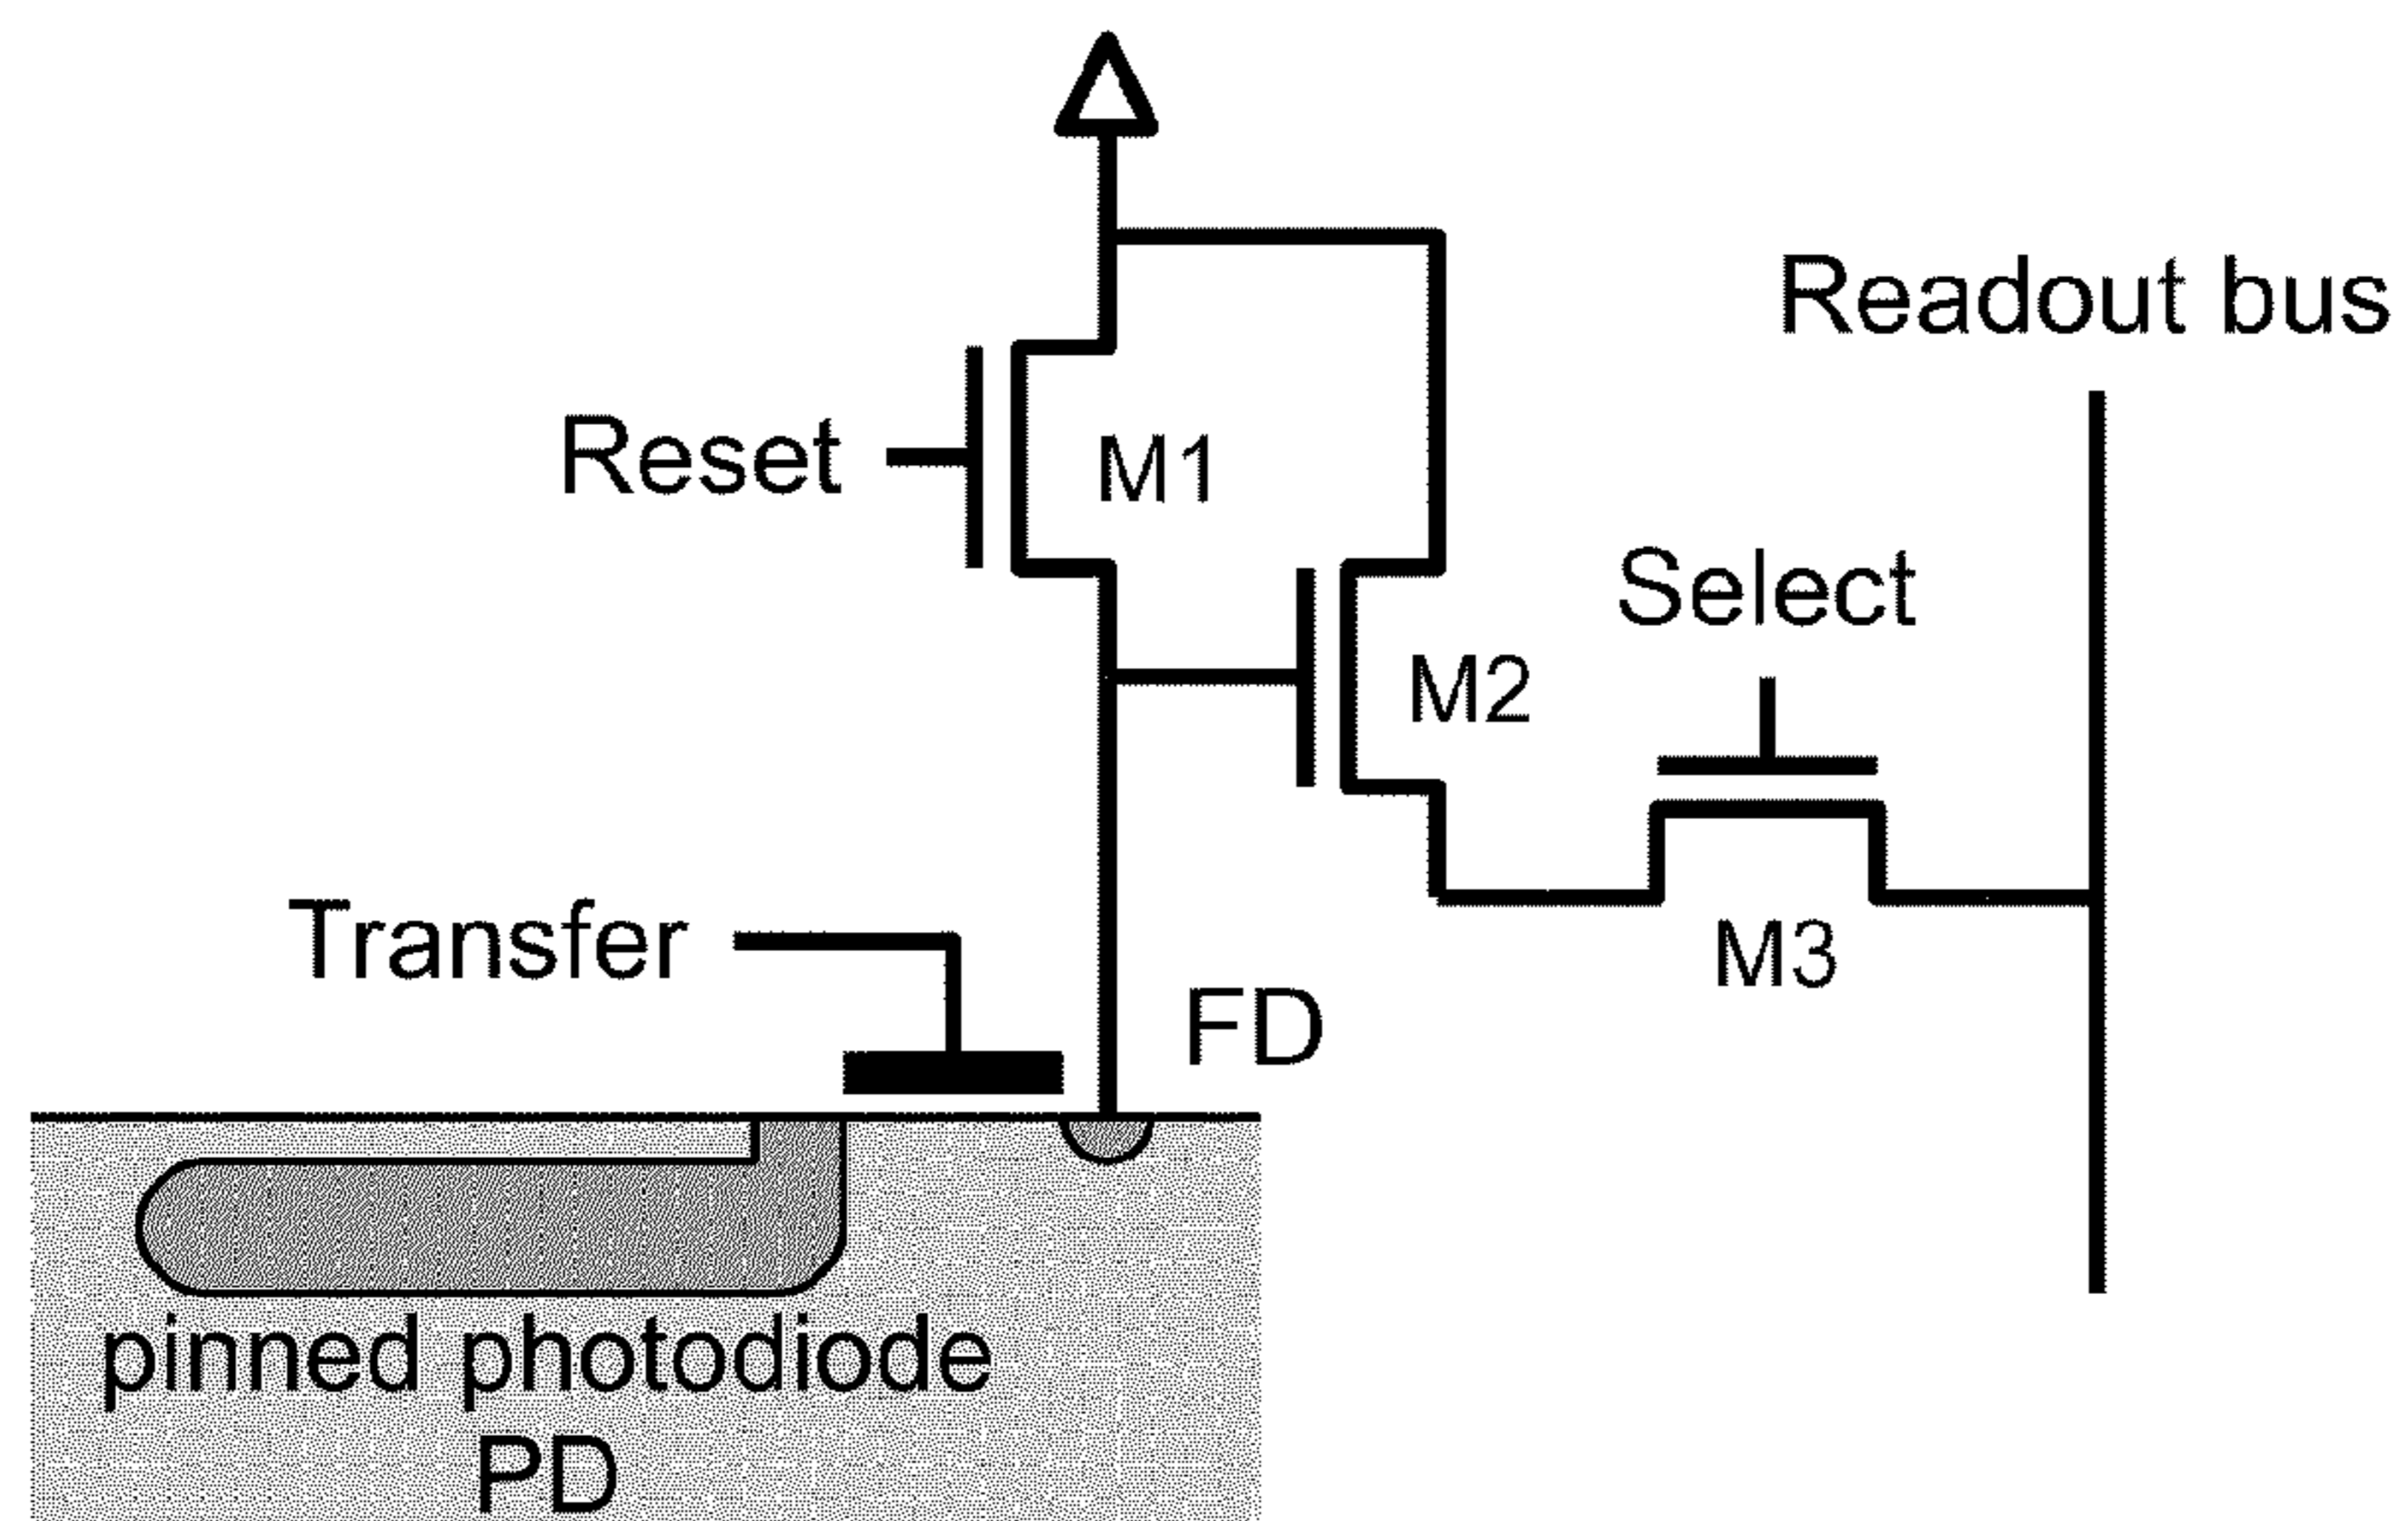 Readout bus
Reset
M1
Select
M2
Transfer
M3
FD
pinned photodiode
PD